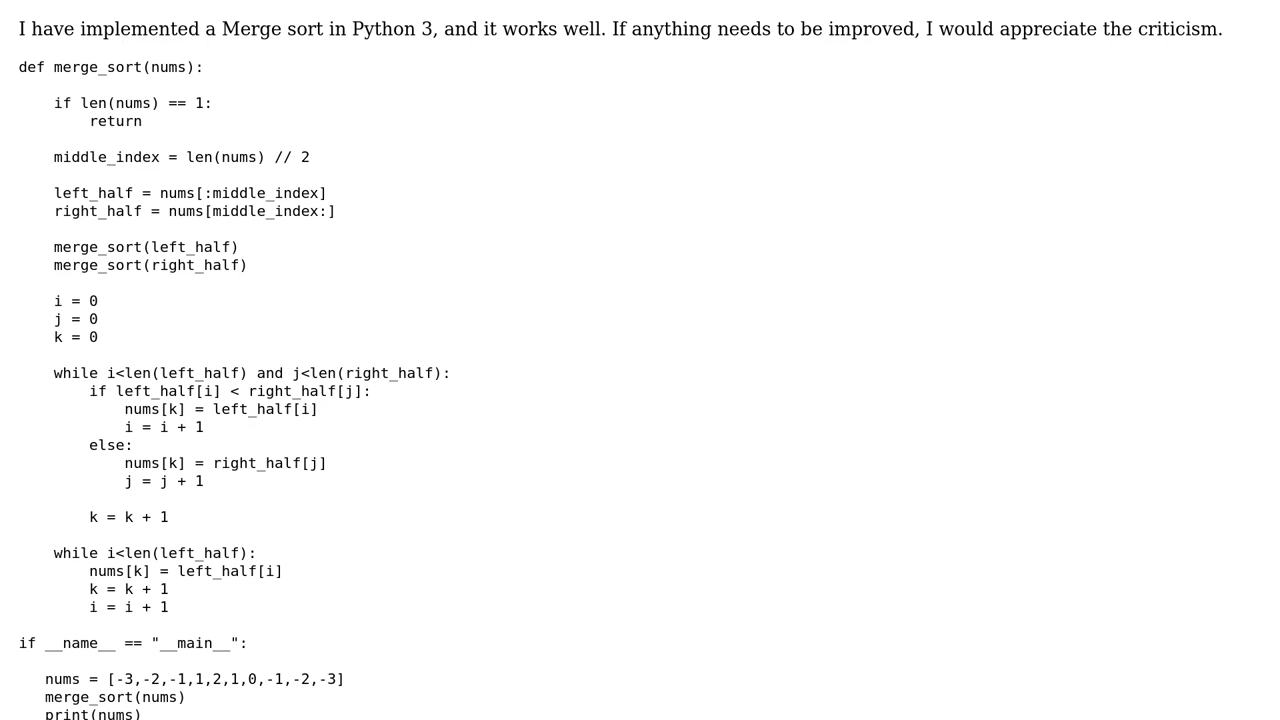 I have implemented a Merge sort in Python 3, and it works well. If anything needs to be improved, I would appreciate the criticism.
def merge_sort(nums):
    if len(nums) == 1:
        return
    middle_index = len(nums) // 2
    left_half = nums[:middle_index]
    right_half = nums[middle_index:]
    merge_sort(left_half)
    merge_sort(right_half)
    i = 0
    j = 0
    k = 0
    while i<len(left_half) and j<len(right_half):
        if left_half[i] < right_half[j]:
            nums[k] = left_half[i]
            i = i + 1
        else:
            nums[k] = right_half[j]
            j = j + 1
        k = k + 1
    while i<len(left_half):
        nums[k] = left_half[i]
        k = k + 1
        i = i + 1
if __name__ == "__main__":
   nums = [-3,-2,-1,1,2,1,0,-1,-2,-3]
   merge_sort(nums)
   print(nums)